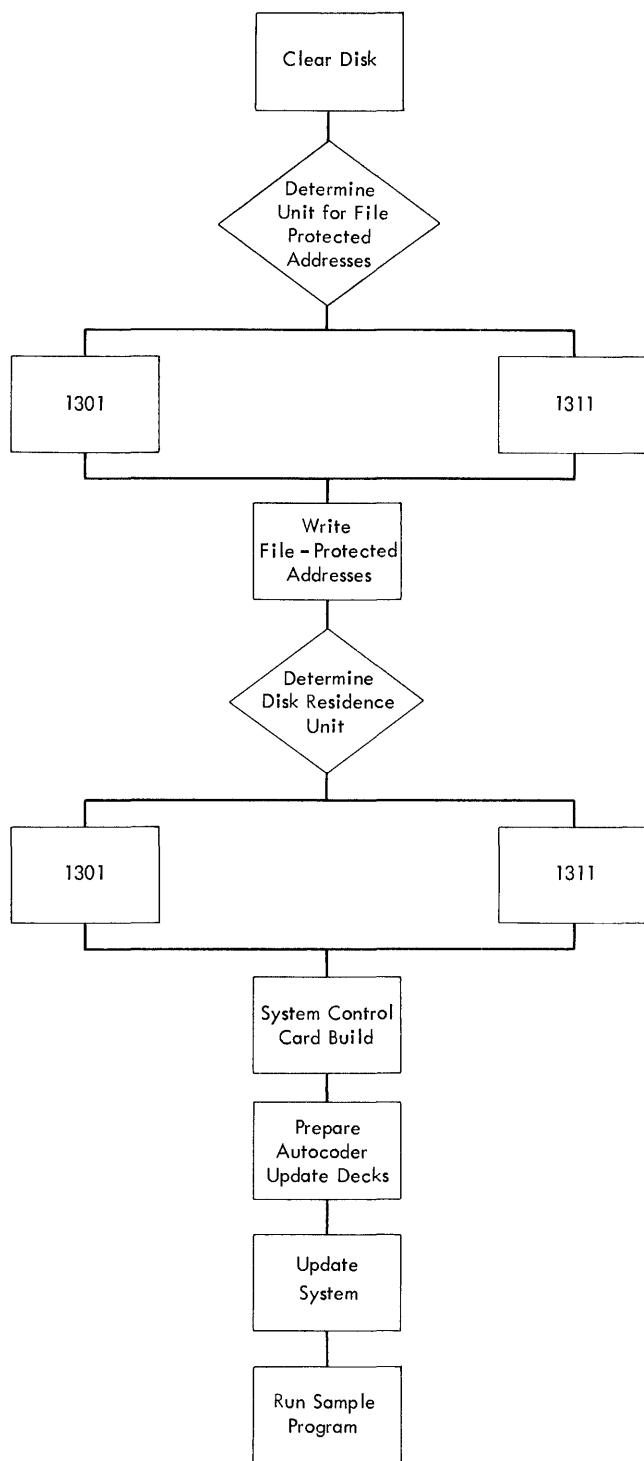 Clear Disk
Determine
Unit for File
Protected
Addresses
1301
1311
Write
File-Protected
Addresses
Determine
Disk Residence
Unit
1301
1311
System Control
Card Build
Prepare
Autocoder
Update Decks
Update
System
Run Sample
Program